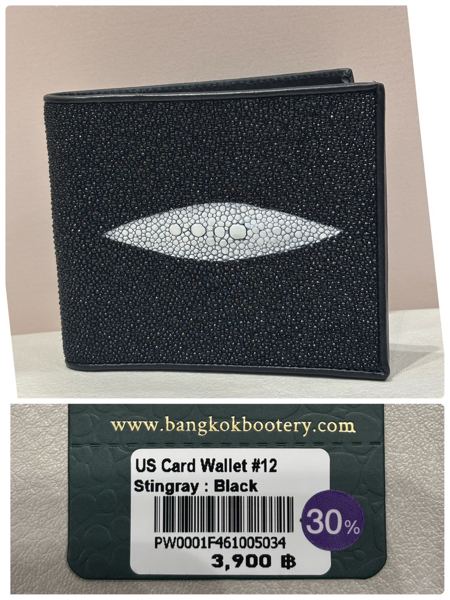 www.bangkokbootery.com
US Card Wallet #12
Stingray : Black
30%
PW0001F461005034
3,900 ฿